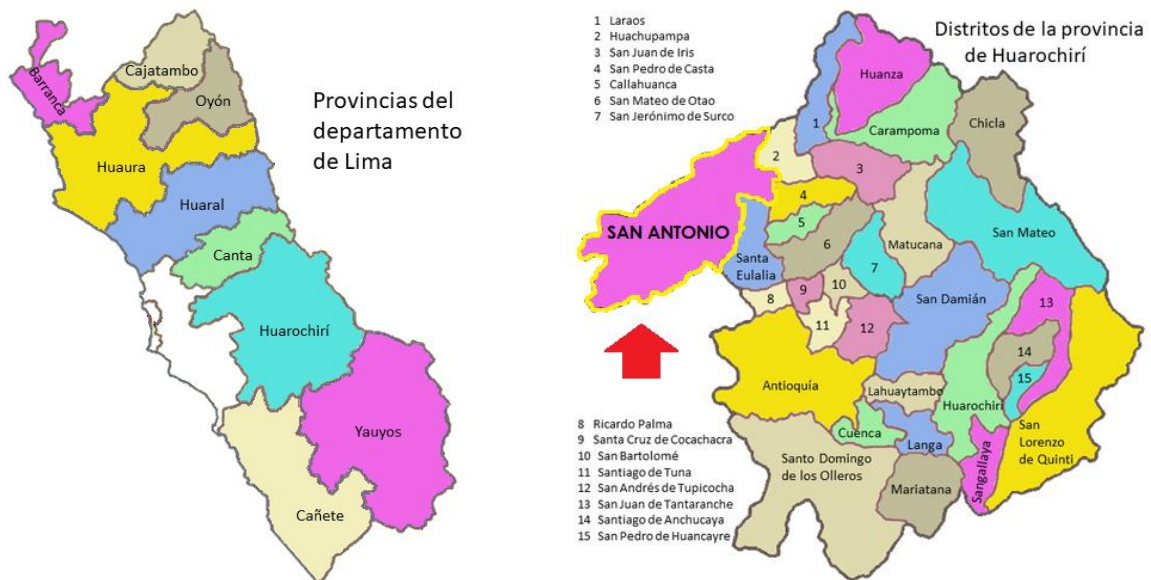 Provincias del
departamento
de Lima
Barranca
Cajatambo
Oyón
Huaura
Huaral
Canta
Huarochirí
Yauyos
Cañete
1 Laraos
2 Huachupampa
3 San Juan de Iris
4 San Pedro de Casta
5 Callahuanca
6 San Mateo de Otao
7 San Jerónimo de Surco
Distritos de la provincia
de Huarochirí
Huanza
1
Carampoma
Chicla
2
3
4
SAN ANTONIO
5
6
Matucana
San Mateo
Santa
Eulalia
7
8
9
10
San Damián
13
11
12
14
15
Antioquía
Lahuaytambo
Huarochiri
Cuenca
Langa
San
Lorenzo
de Quinti
Santo Domingo
de los Olleros
Sangallaya
Mariatana
8 Ricardo Palma
9 Santa Cruz de Cocachacra
10 San Bartolomé
11 Santiago de Tuna
12 San Andrés de Tupicocha
13 San Juan de Tantaranche
14 Santiago de Anchucaya
15 San Pedro de Huancayre